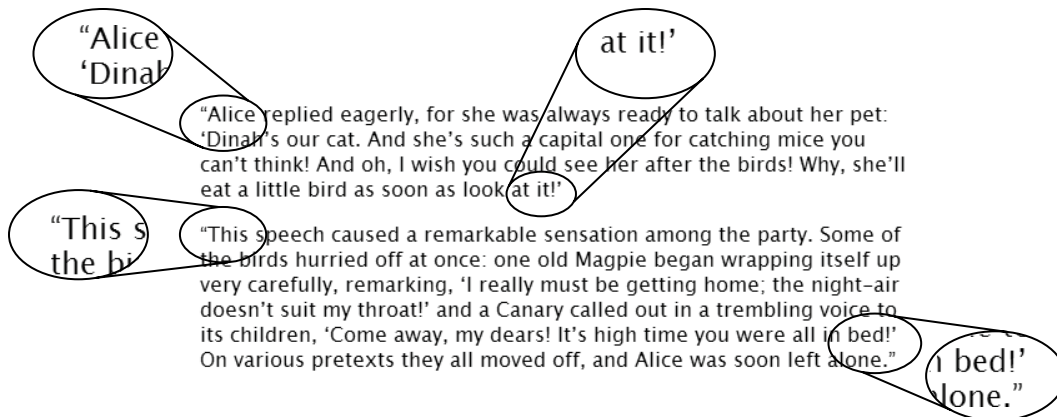 “Alice
‘Dinah
at it!’
“Alice replied eagerly, for she was always ready to talk about her pet:
‘Dinah’s our cat. And she’s such a capital one for catching mice you
can’t think! And oh, I wish you could see her after the birds! Why, she’ll
eat a little bird as soon as look at it!’
“This s
the bi
“This speech caused a remarkable sensation among the party. Some of
the birds hurried off at once: one old Magpie began wrapping itself up
very carefully, remarking, ‘I really must be getting home; the night-air
doesn’t suit my throat!’ and a Canary called out in a trembling voice to
its children, ‘Come away, my dears! It’s high time you were all in bed!’
On various pretexts they all moved off, and Alice was soon left alone.”
n bed!’
alone.”